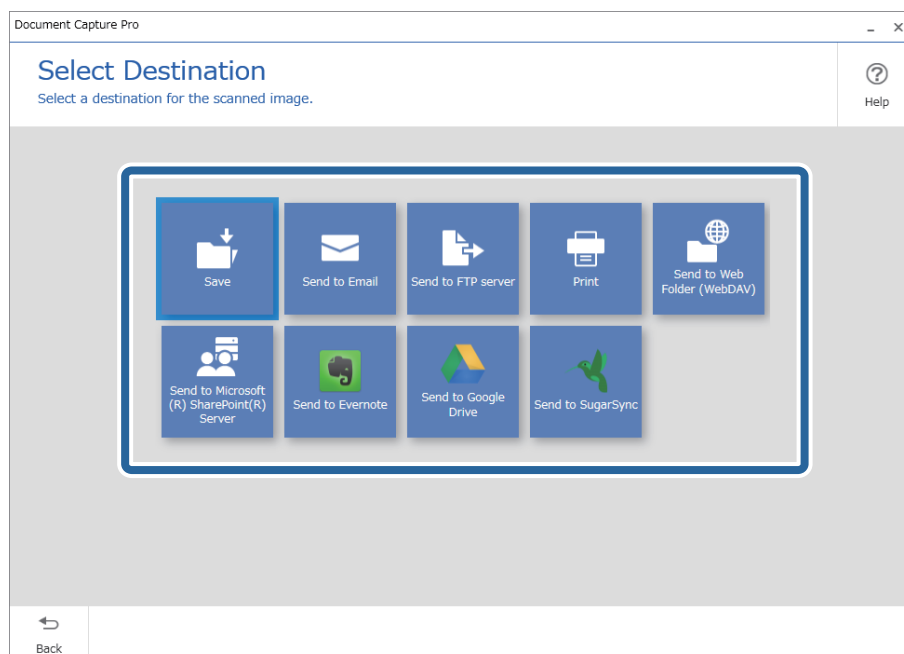 Document Capture Pro
Select Destination
Select a destination for the scanned image.
Help
Save
Send to Email
Send to FTP server
Print
Send to Web
Folder (WebDAV)
Send to Microsoft
(R) SharePoint(R)
Server
Send to Evernote
Send to Google
Drive
Send to SugarSync
Back